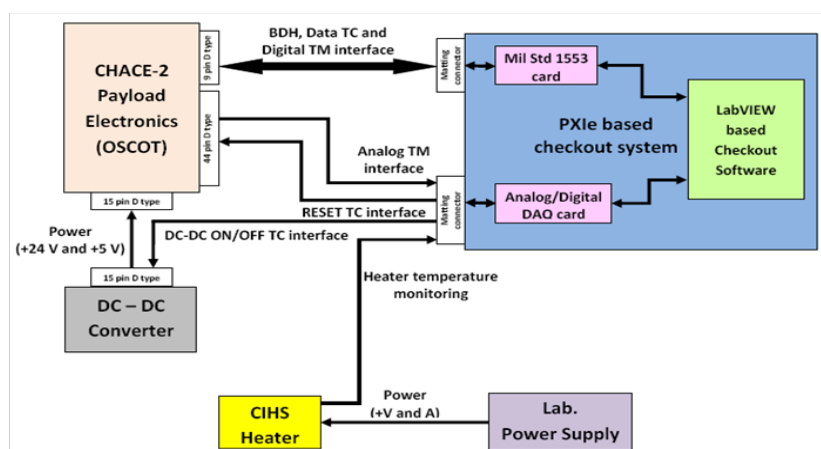 CHACE-2
Payload
Electronics
(OSCOT)
9 pin D type
44 pin D type
15 pin D type
BDH, Data TC and
Digital TM interface
Matting
connector
Mil Std 1553
card
PXIe based
checkout system
LabVIEW
based
Checkout
Software
Analog TM
interface
RESET TC interface
Matting
connector
Analog/Digital
DAQ card
Power
(+24 V and +5 V)
DC-DC ON/OFF TC interface
15 pin D type
DC – DC
Converter
Heater temperature
monitoring
CIHS
Heater
Power
(+V and A)
Lab.
Power Supply